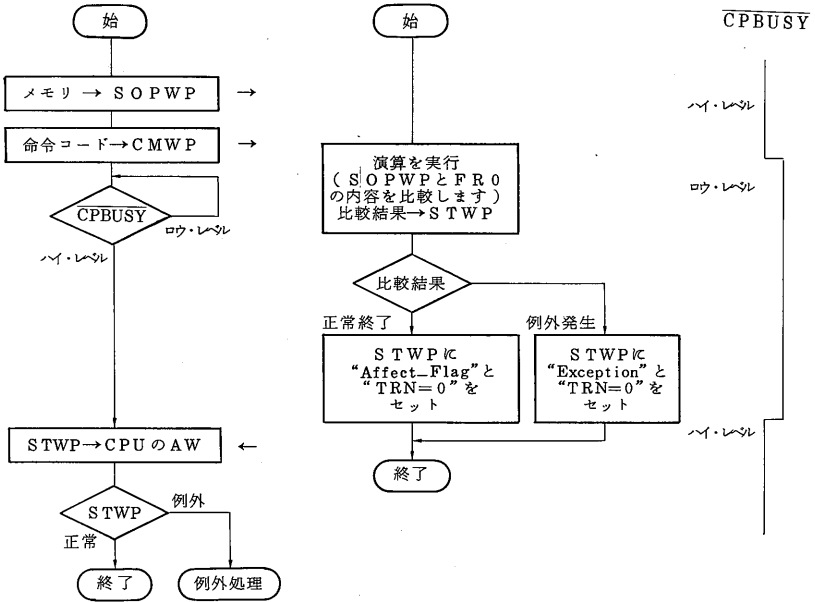 始
メモリ → SOPWP →
命令コード→CMWP →
CPBUSY
ロウ・レベル
ハイ・レベル
STWP→CPUのAW ←
STWP
例外
正常
終了
例外処理
始
演算を実行
(SOPWPとFR0
の内容を比較します)
比較結果→STWP
比較結果
正常終了
例外発生
STWPに
“Affect_Flag”と
“TRN=0”を
セット
STWPに
“Exception”と
“TRN=0”を
セット
終了
CPBUSY
ハイ・レベル
ロウ・レベル
ハイ・レベル